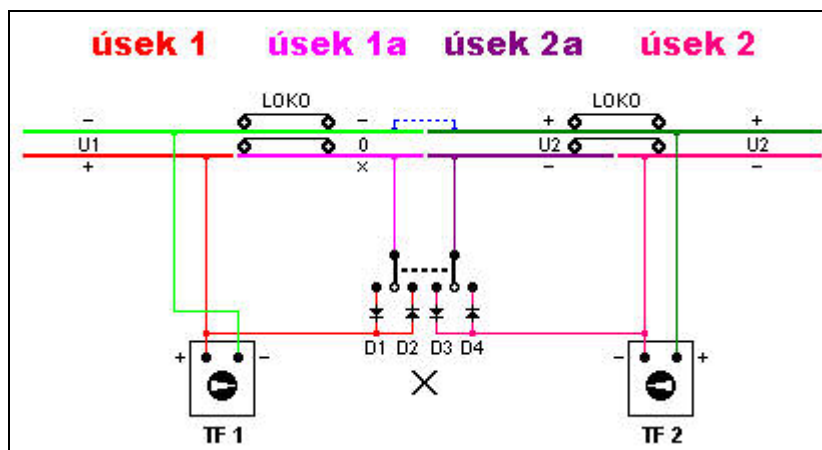 úsek 1 úsek 1a úsek 2a úsek 2
LOKO LOKO
− − + +
U1 0 U2 U2
+ × − −
D1 D2 D3 D4
+ − − +
×
TF 1 TF 2